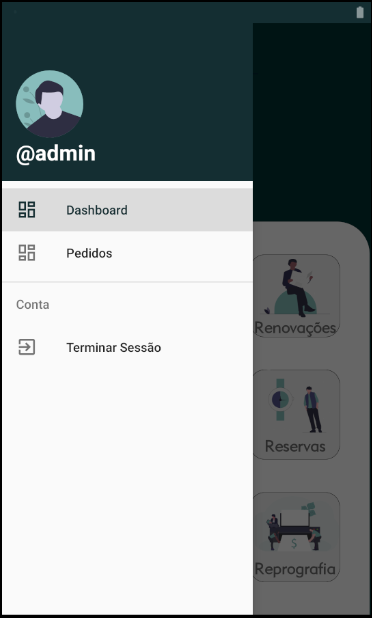 @admin
Dashboard
Pedidos
Conta
Terminar Sessão
Renovações
Reservas
$
Reprografia